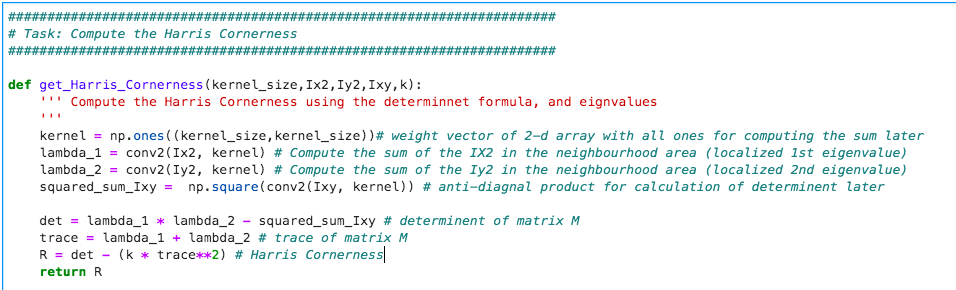 ######################################################################
# Task: Compute the Harris Cornerness
######################################################################
def get_Harris_Cornerness(kernel_size,Ix2,Iy2,Ixy,k):
    ''' Compute the Harris Cornerness using the determinnet formula, and eignvalues
    '''
    kernel = np.ones((kernel_size,kernel_size))# weight vector of 2-d array with all ones for computing the sum later
    lambda_1 = conv2(Ix2, kernel) # Compute the sum of the IX2 in the neighbourhood area (localized 1st eigenvalue)
    lambda_2 = conv2(Iy2, kernel) # Compute the sum of the Iy2 in the neighbourhood area (localized 2nd eigenvalue)
    squared_sum_Ixy =  np.square(conv2(Ixy, kernel)) # anti-diagnal product for calculation of determinent later
    det = lambda_1 * lambda_2 - squared_sum_Ixy # determinent of matrix M
    trace = lambda_1 + lambda_2 # trace of matrix M
    R = det - (k * trace**2) # Harris Cornerness
    return R